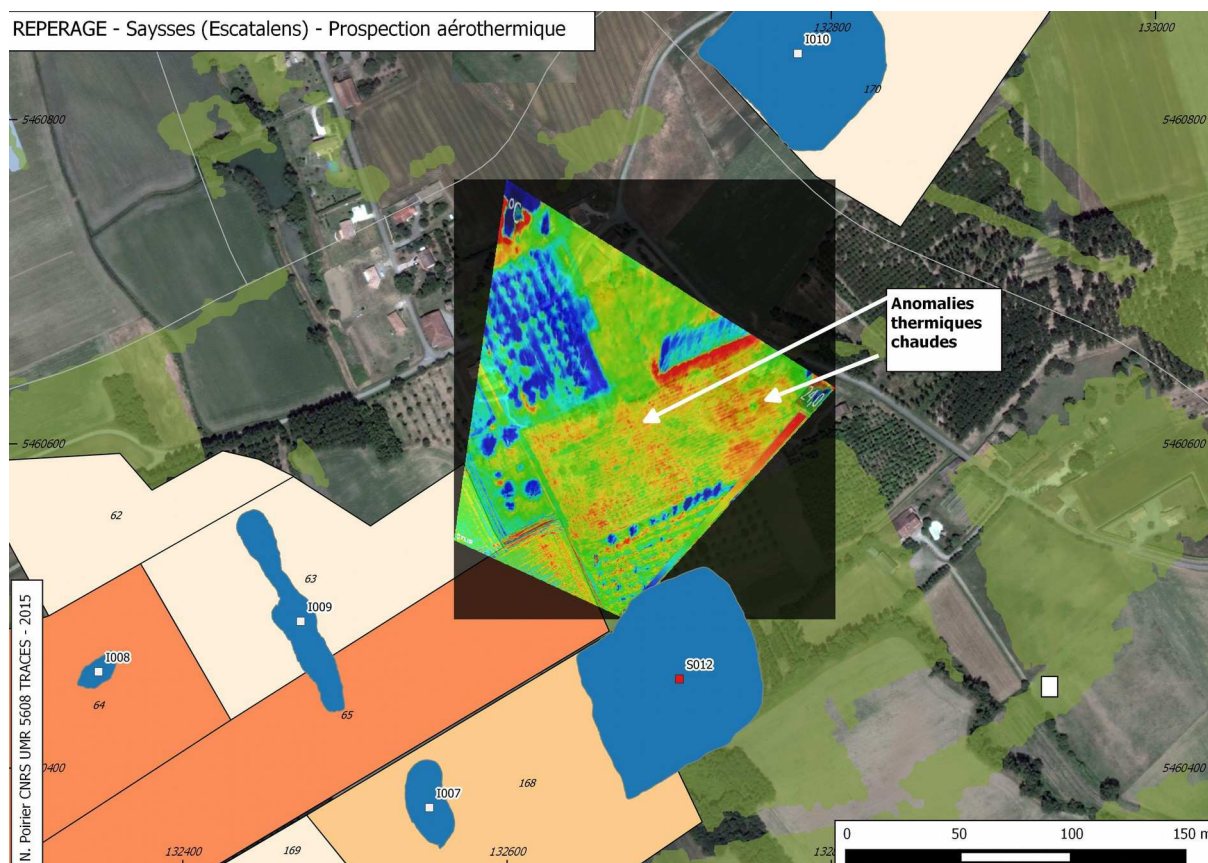 REPERAGE - Saysses (Escatalens) - Prospection aérothermique
132800
133000
I010
170
5460800
5460800
Anomalies
thermiques
chaudes
24,0
5460600
5460600
62
63
I009
I008
64
65
S012
I007
168
169
5460400
132400
132600
0 50 100 150 m
N. Poirier CNRS UMR 5608 TRACES - 2015